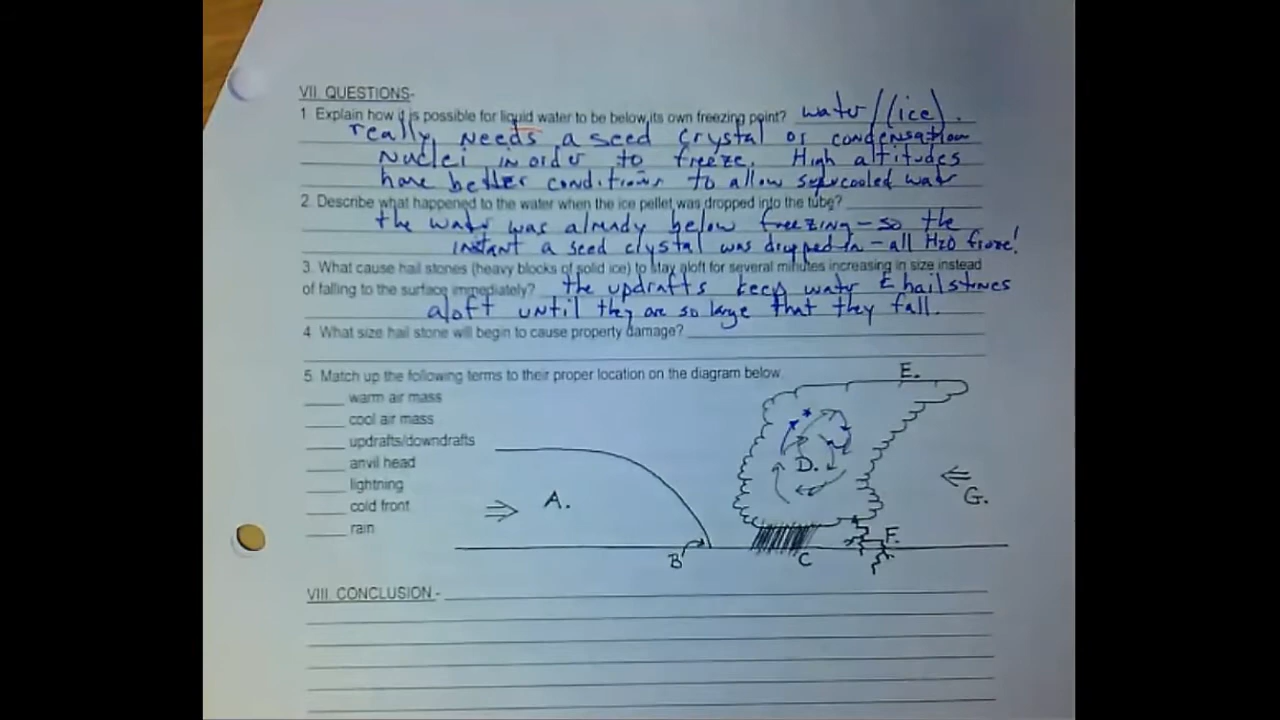 VII. QUESTIONS-
1 Explain how it is possible for liquid water to be below its own freezing point? water/(ice).
really needs a seed crystal or condensation
nuclei in order to freeze. High altitudes
have better conditions to allow supercooled water
2. Describe what happened to the water when the ice pellet was dropped into the tube?
the water was already below freezing - so the
instant a seed crystal was dropped in - all H2O froze!
3. What cause hail stones (heavy blocks of solid ice) to stay aloft for several minutes increasing in size instead
of falling to the surface immediately? the updrafts keep water & hailstones
aloft until they are so large that they fall.
4. What size hail stone will begin to cause property damage?
5. Match up the following terms to their proper location on the diagram below.
E.
warm air mass
cool air mass
updrafts/downdrafts
anvil head
D.
lightning
G.
A.
cold front
rain
F.
B
C
VIII. CONCLUSION-